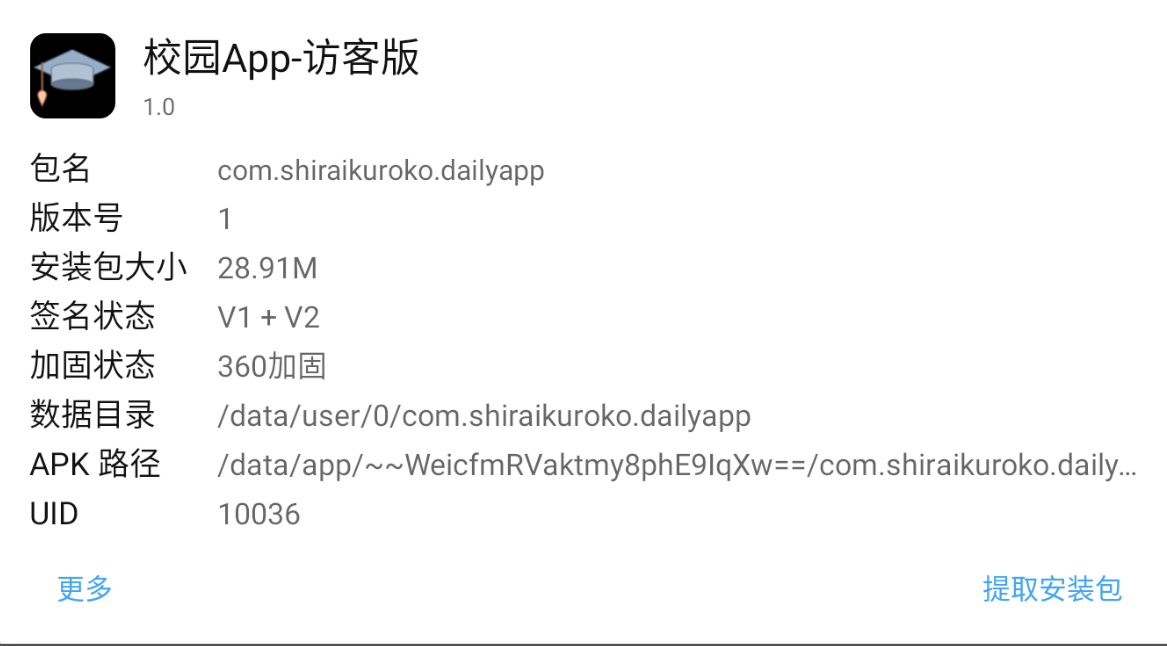 校园App-访客版
1.0
包名 com.shiraikuroko.dailyapp
版本号 1
安装包大小 28.91M
签名状态 V1 + V2
加固状态 360加固
数据目录 /data/user/0/com.shiraikuroko.dailyapp
APK 路径 /data/app/~~WeicfmRVaktmy8phE9IqXw==/com.shiraikuroko.daily...
UID 10036
更多 提取安装包